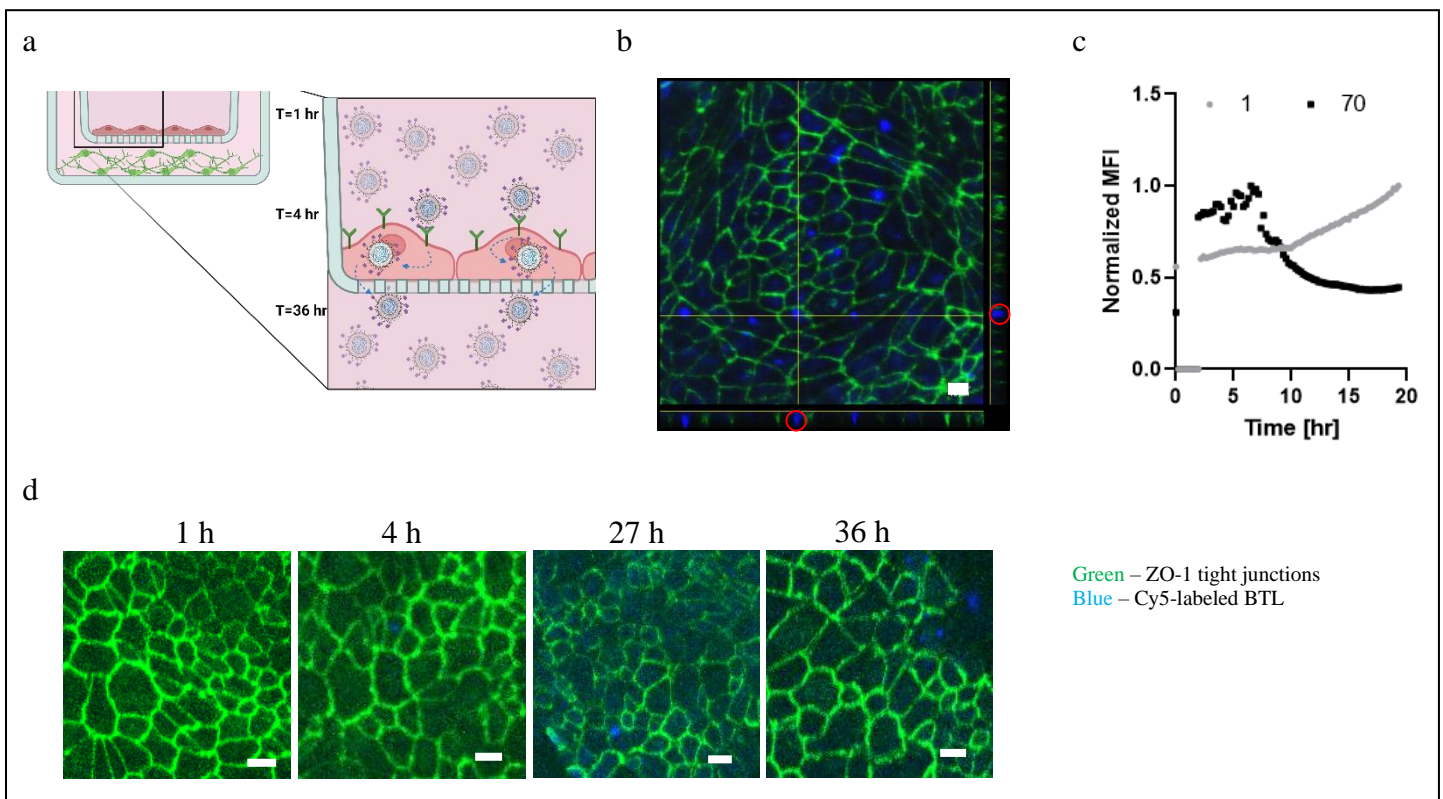 a
b
c
T=1 hr
T=4 hr
T=36 hr
1.5
1.0
0.5
0.0
1 70
Normalized MFI
0 5 10 15 20
Time [hr]
d
1 h 4 h 27 h 36 h
Green – ZO-1 tight junctions
Blue – Cy5-labeled BTL